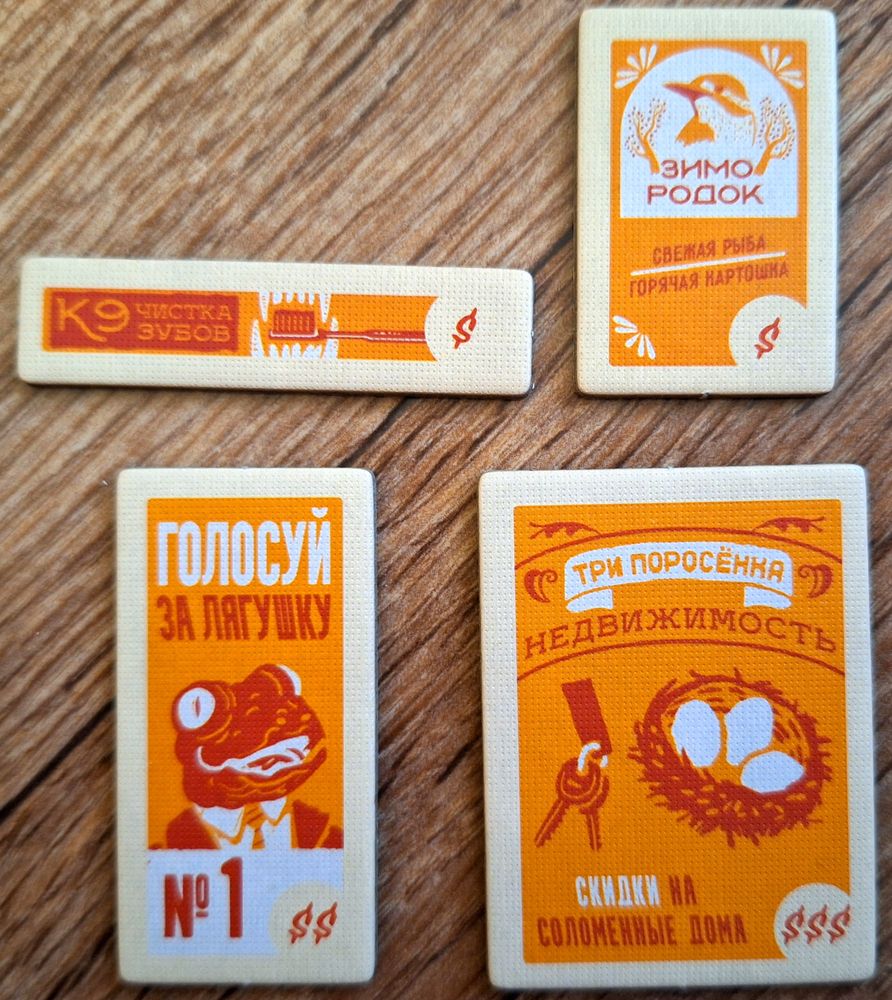 ЗИМО
РОДОК
СВЕЖАЯ РЫБА
ГОРЯЧАЯ КАРТОШКА
$
K9 ЧИСТКА
ЗУБОВ
$
ГОЛОСУЙ
ЗА ЛЯГУШКУ
№1
$$
ТРИ ПОРОСЁНКА
НЕДВИЖИМОСТЬ
СКИДКИ НА
СОЛОМЕННЫЕ ДОМА
$$$